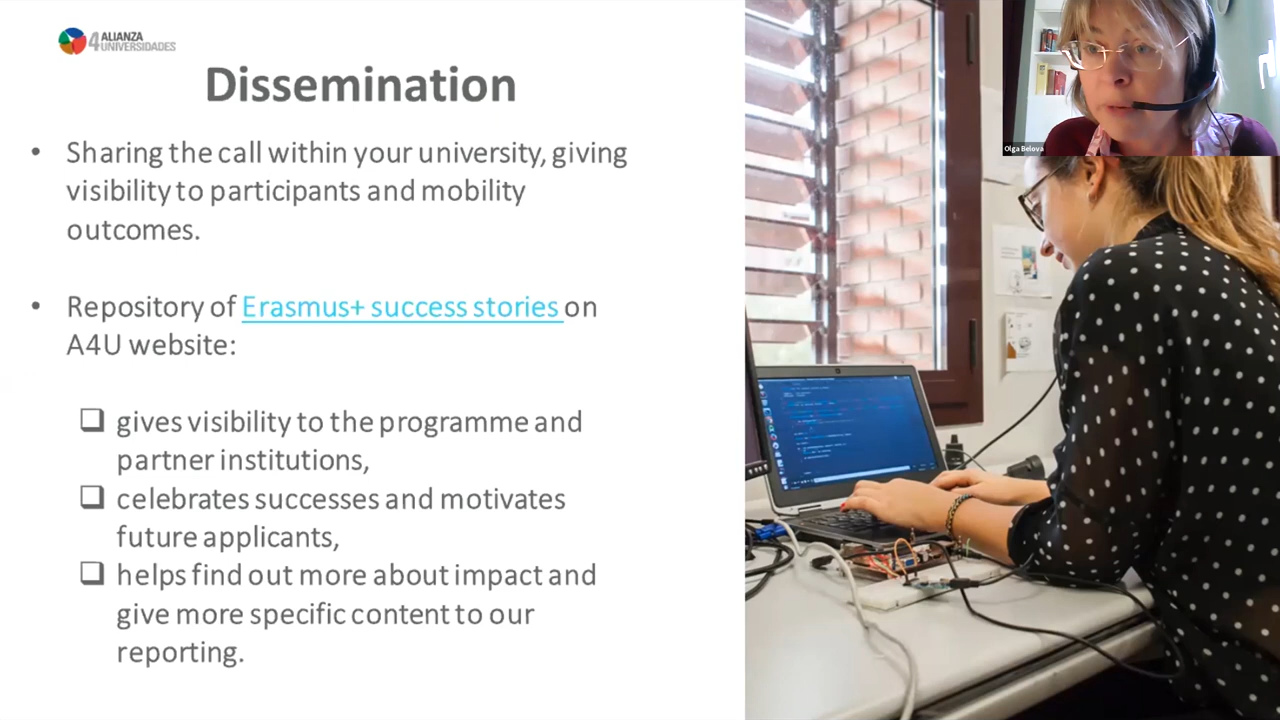 4 ALIANZA
UNIVERSIDADES
Dissemination
• Sharing the call within your university, giving
visibility to participants and mobility
outcomes.
• Repository of Erasmus+ success stories on
A4U website:
❑ gives visibility to the programme and
partner institutions,
❑ celebrates successes and motivates
future applicants,
❑ helps find out more about impact and
give more specific content to our
reporting.
Olga Belova